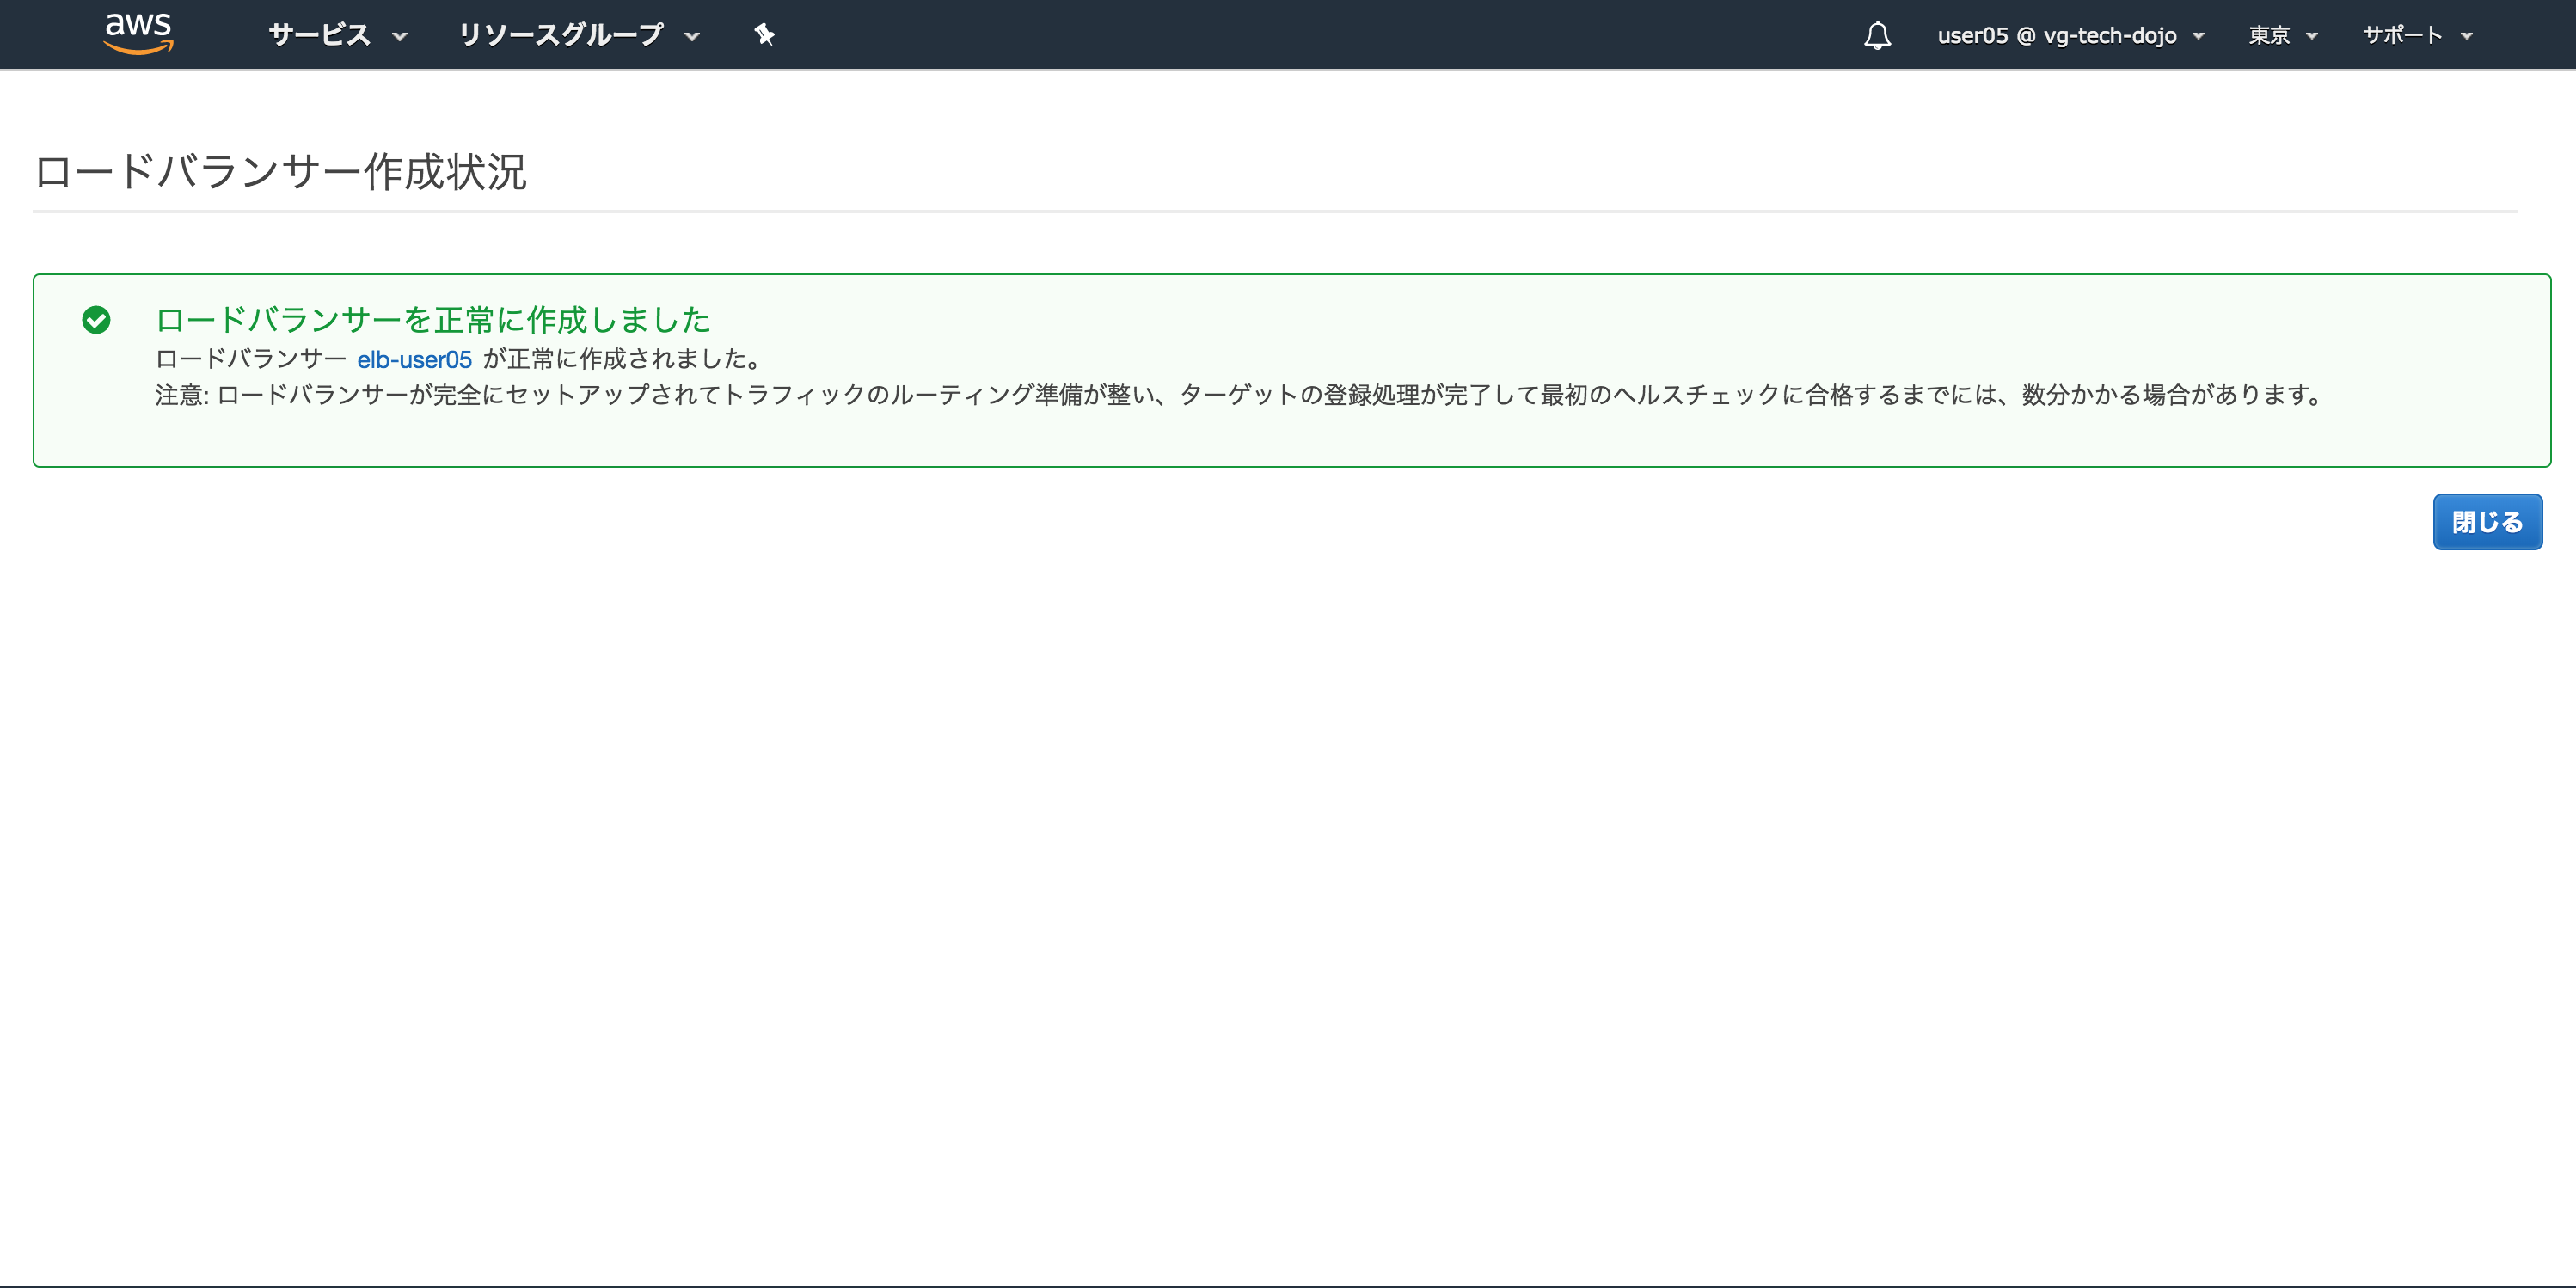 aws サービス リソースグループ user05 @ vg-tech-dojo 東京 サポート
ロードバランサー作成状況
ロードバランサーを正常に作成しました
ロードバランサー elb-user05 が正常に作成されました。
注意: ロードバランサーが完全にセットアップされてトラフィックのルーティング準備が整い、ターゲットの登録処理が完了して最初のヘルスチェックに合格するまでには、数分かかる場合があります。
閉じる